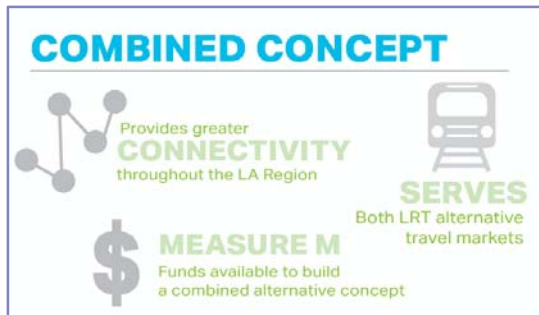 COMBINED CONCEPT
Provides greater
CONNECTIVITY
throughout the LA Region
SERVES
Both LRT alternative
travel markets
$
MEASURE M
Funds available to build
a combined alternative concept